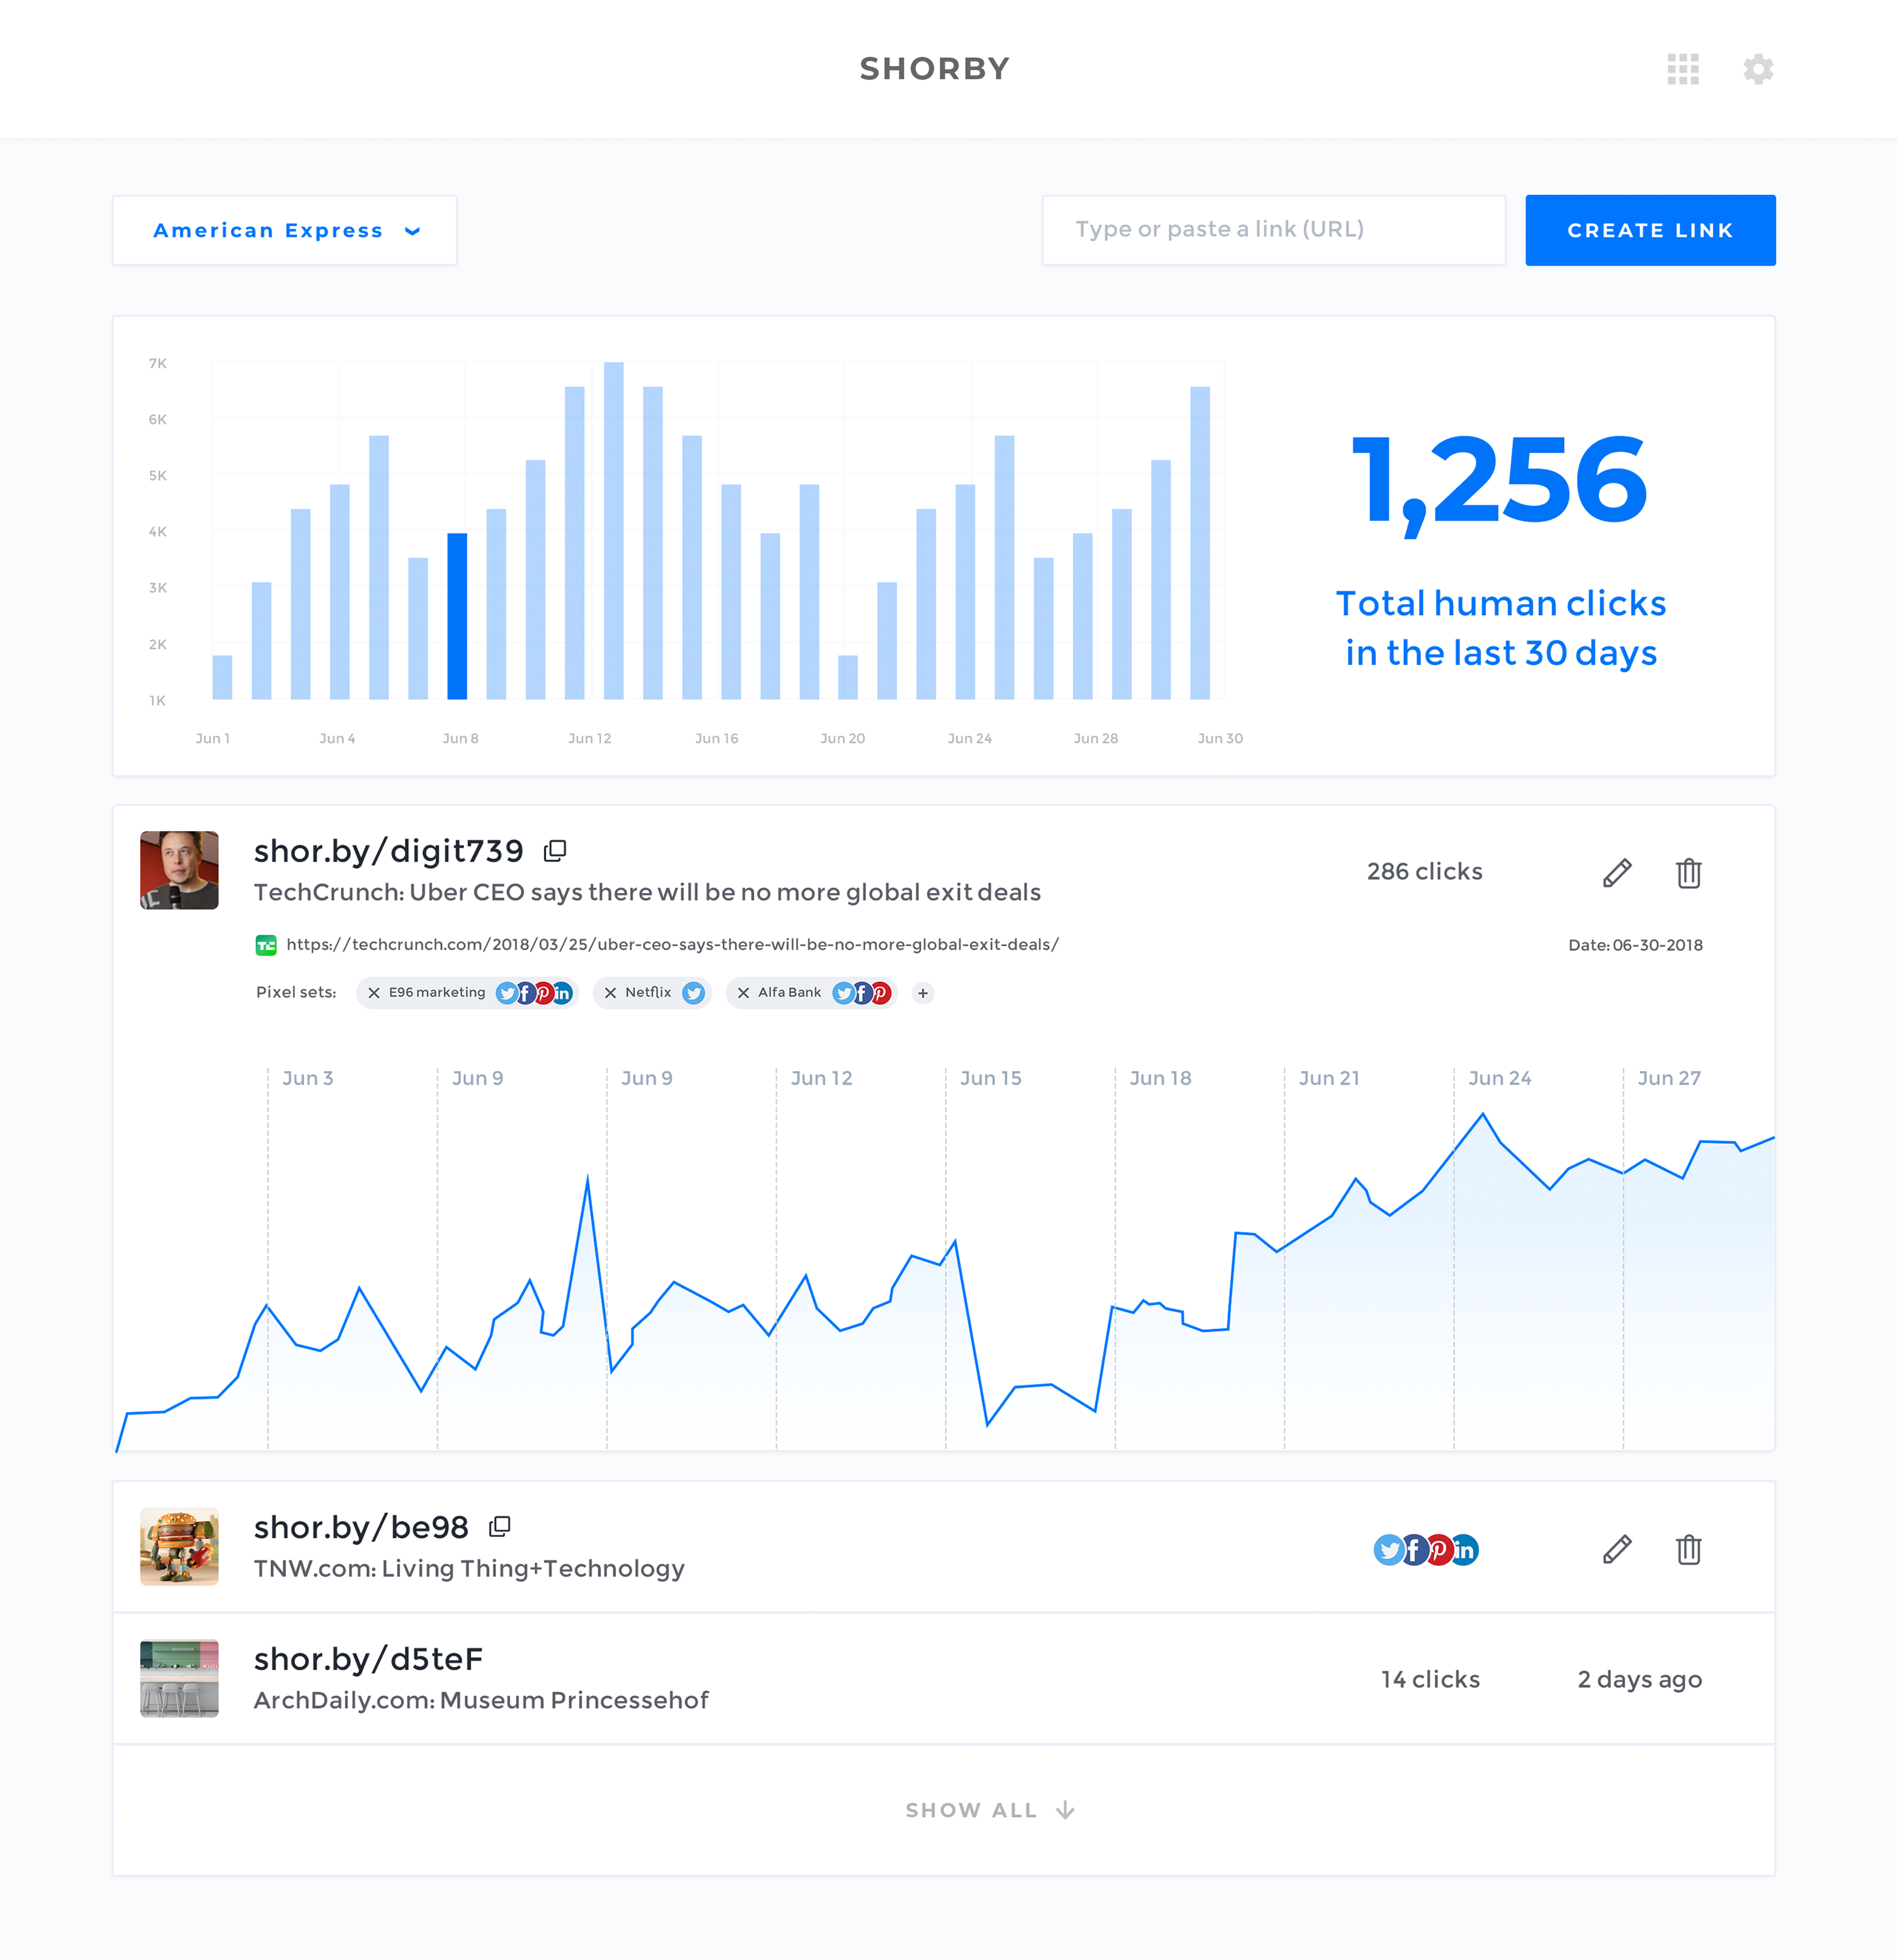 SHORBY
American Express
Type or paste a link (URL)
CREATE LINK
7K
6K
5K
4K
3K
2K
1K
Jun 1
Jun 4
Jun 8
Jun 12
Jun 16
Jun 20
Jun 24
Jun 28
Jun 30
1,256
Total human clicks
in the last 30 days
shor.by/digit739
TechCrunch: Uber CEO says there will be no more global exit deals
286 clicks
https://techcrunch.com/2018/03/25/uber-ceo-says-there-will-be-no-more-global-exit-deals/
Date: 06-30-2018
Pixel sets:
E96 marketing
Netflix
Alfa Bank
+
Jun 3
Jun 9
Jun 9
Jun 12
Jun 15
Jun 18
Jun 21
Jun 24
Jun 27
shor.by/be98
TNW.com: Living Thing+Technology
shor.by/d5teF
ArchDaily.com: Museum Princessehof
14 clicks
2 days ago
SHOW ALL